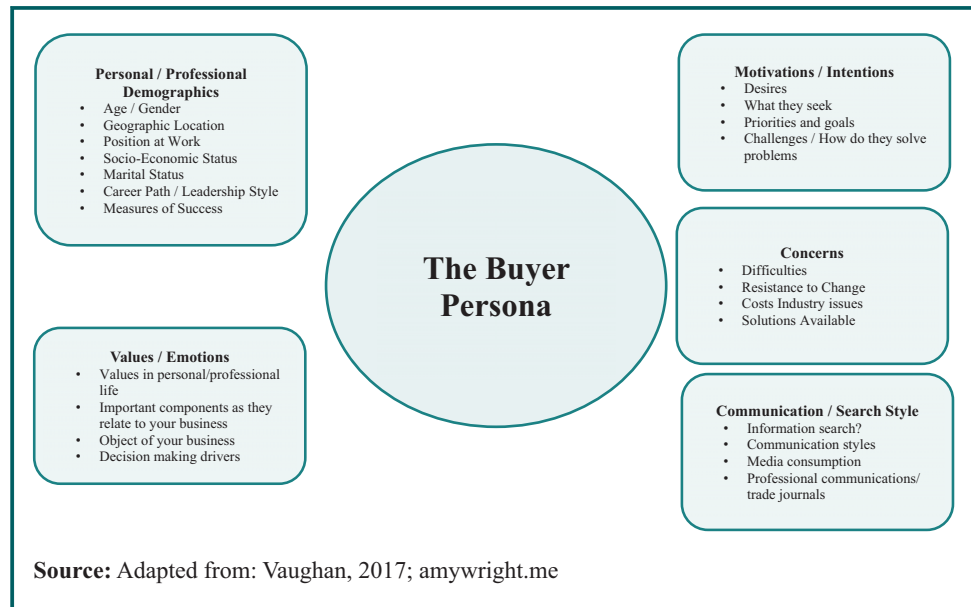 Personal / Professional
Demographics
• Age / Gender
• Geographic Location
• Position at Work
• Socio-Economic Status
• Marital Status
• Career Path / Leadership Style
• Measures of Success
Values / Emotions
• Values in personal/professional
life
• Important components as they
relate to your business
• Object of your business
• Decision making drivers
The Buyer
Persona
Motivations / Intentions
• Desires
• What they seek
• Priorities and goals
• Challenges / How do they solve
problems
Concerns
• Difficulties
• Resistance to Change
• Costs Industry issues
• Solutions Available
Communication / Search Style
• Information search?
• Communication styles
• Media consumption
• Professional communications/
trade journals
Source: Adapted from: Vaughan, 2017; amywright.me